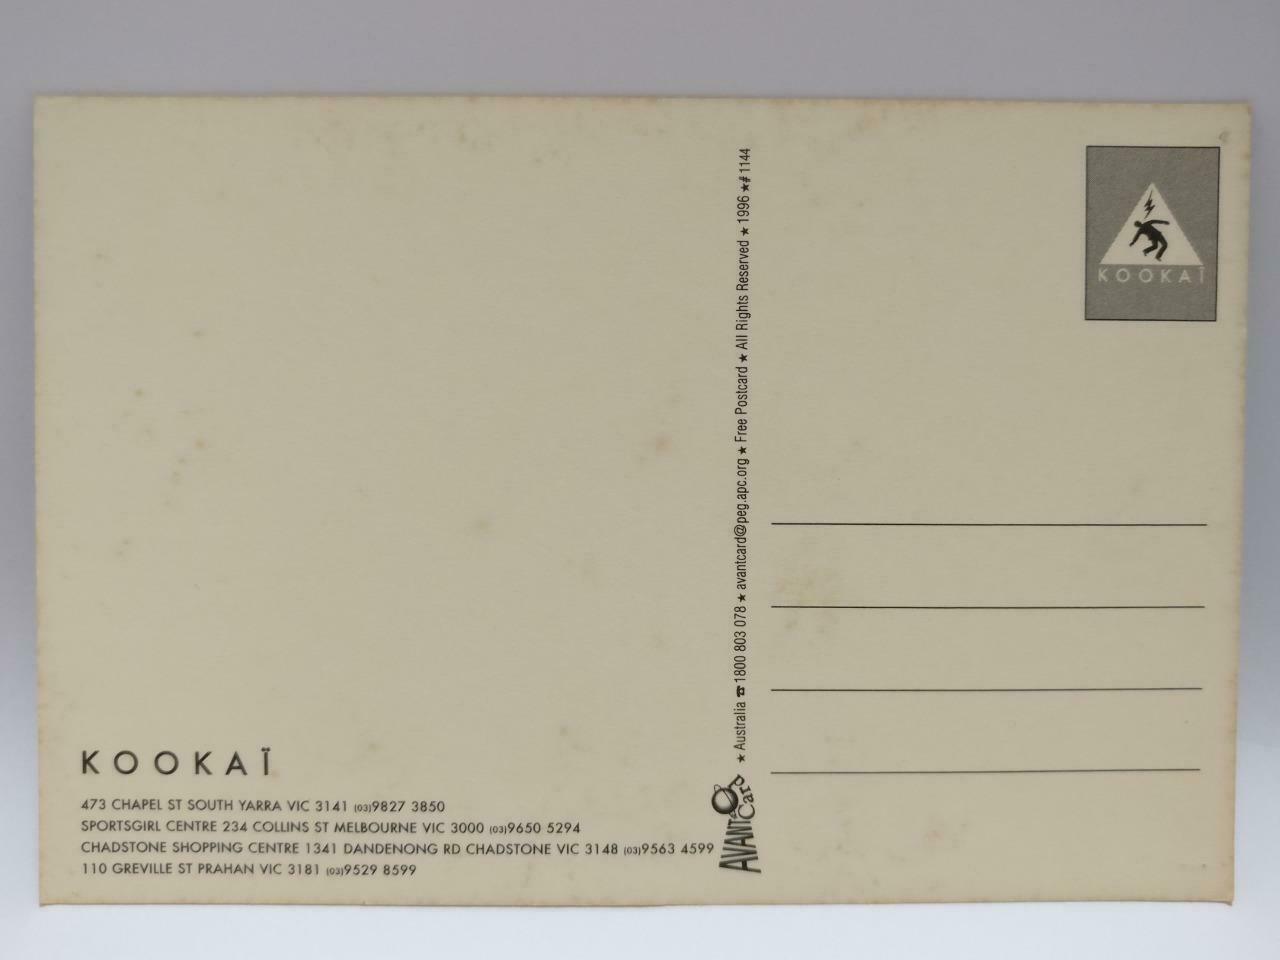 KOOKAÏ
473 CHAPEL ST SOUTH YARRA VIC 3141 (03)9827 3850
SPORTSGIRL CENTRE 234 COLLINS ST MELBOURNE VIC 3000 (03)9650 5294
CHADSTONE SHOPPING CENTRE 1341 DANDENONG RD CHADSTONE VIC 3148 (03)9563 4599
110 GREVILLE ST PRAHAN VIC 3181 (03)9529 8599
AVANT Card ★ Australia ☎1800 803 078 ★ avantcard@peg.apc.org ★ Free Postcard ★ All Rights Reserved ★ 1996 ★#1144
KOOKAÏ